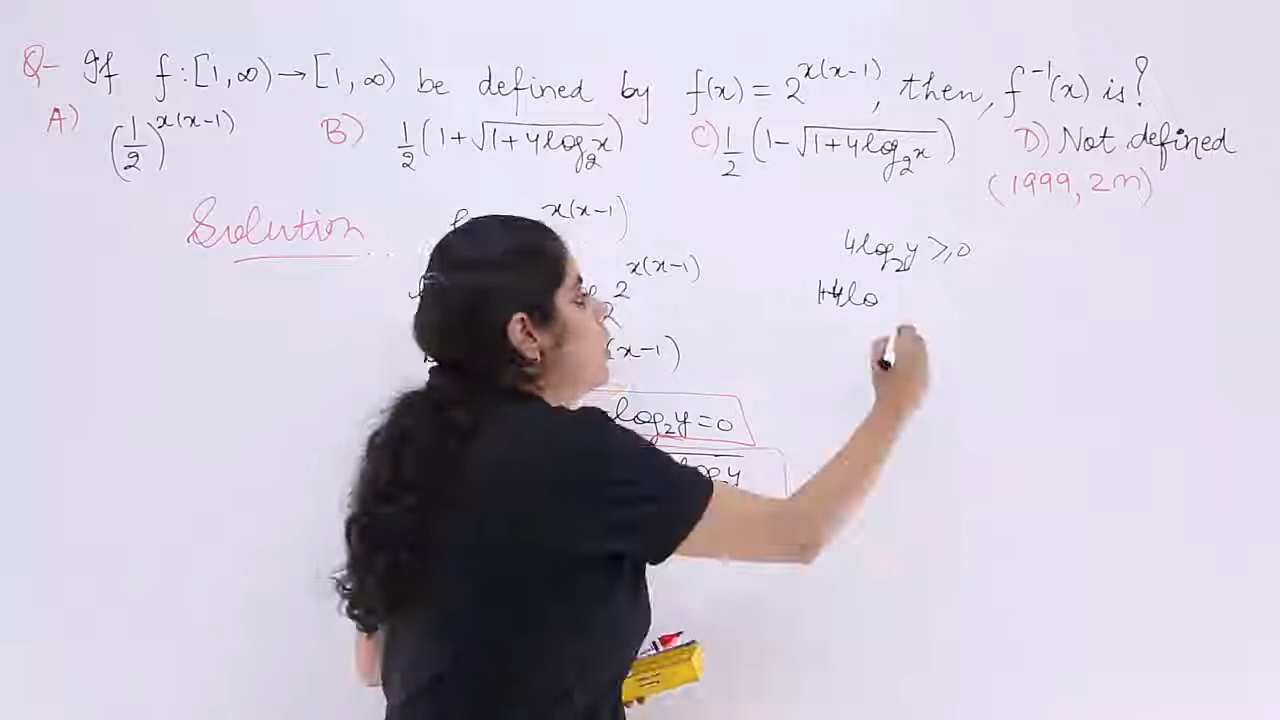 Q- If f:[1,∞)→[1,∞) be defined by f(x)=2^{x(x-1)}, then, f^{-1}(x) is?
A) (1/2)^{x(x-1)} B) 1/2(1+√(1+4log₂x)) C) 1/2(1-√(1+4log₂x)) D) Not defined
(1999, 2m)
Solution..
x(x-1)
4log₂y ≥ 0
2^{x(x-1)}
1+4lo
(x-1)
log₂y=0